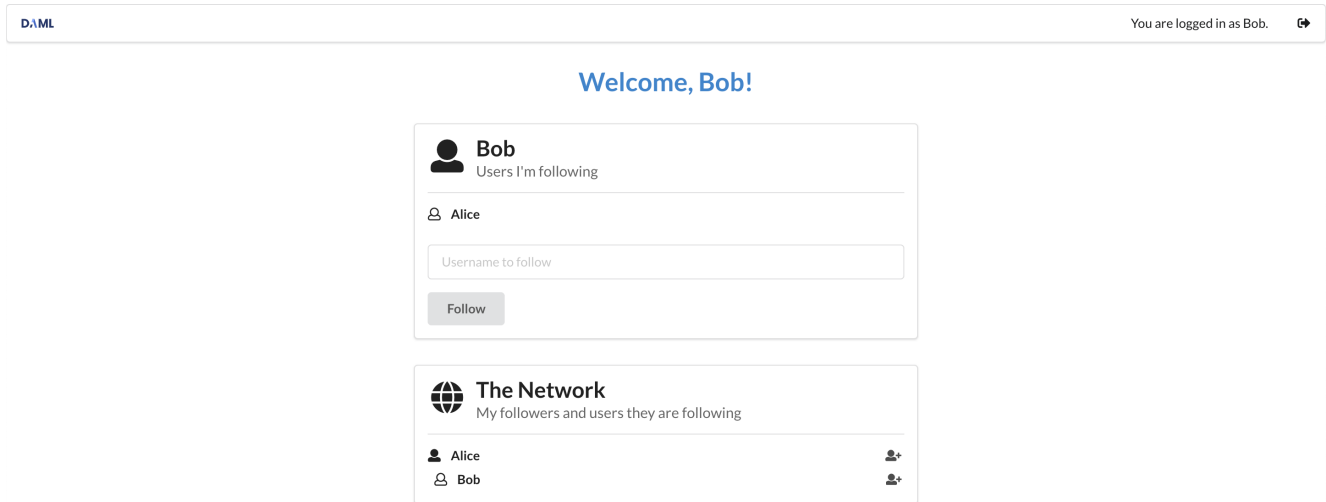 DAML
You are logged in as Bob.
Welcome, Bob!
Bob
Users I'm following
Alice
Username to follow
Follow
The Network
My followers and users they are following
Alice
Bob